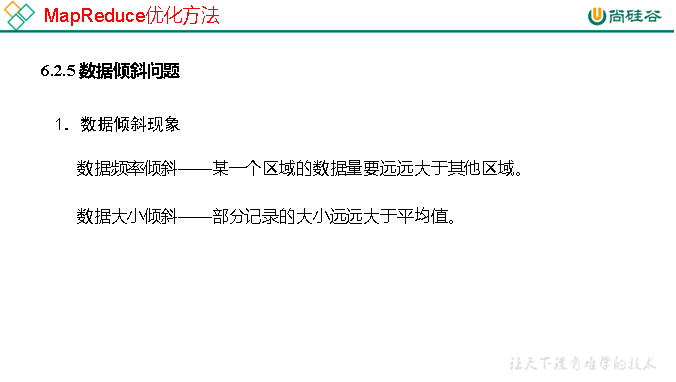 MapReduce优化方法
尚硅谷
6.2.5 数据倾斜问题
1．数据倾斜现象
数据频率倾斜——某一个区域的数据量要远远大于其他区域。
数据大小倾斜——部分记录的大小远远大于平均值。
让天下没有难学的技术